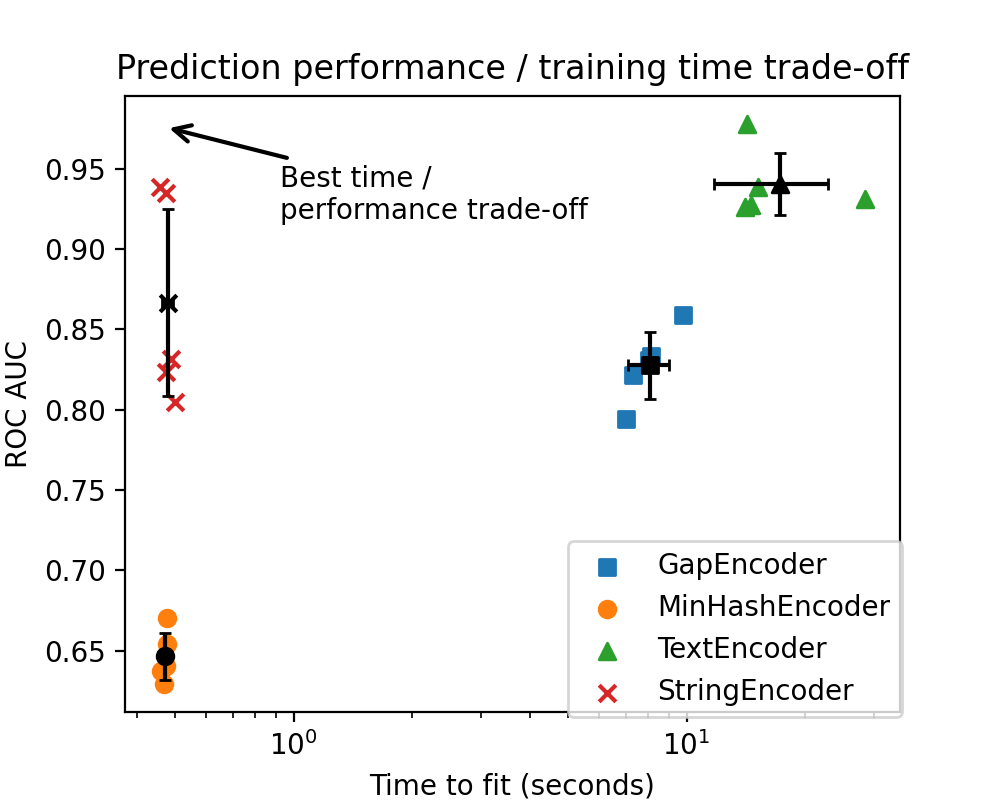 Prediction performance / training time trade-off
Best time /
performance trade-off
ROC AUC
0.95
0.90
0.85
0.80
0.75
0.70
0.65
GapEncoder
MinHashEncoder
TextEncoder
StringEncoder
10⁰
10¹
Time to fit (seconds)